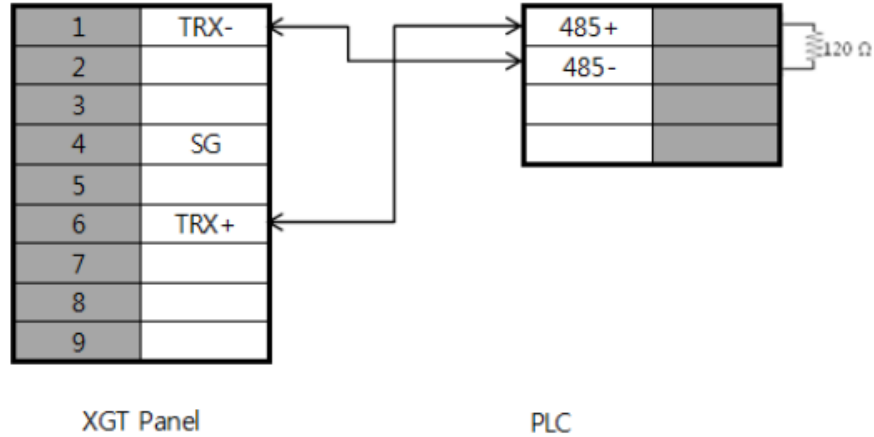 1 TRX-
2
3
4 SG
5
6 TRX+
7
8
9
485+
485-
120 Ω
XGT Panel
PLC